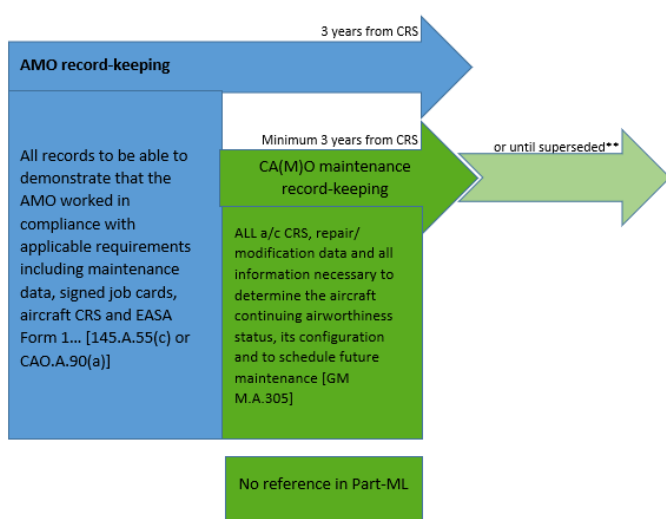 3 years from CRS
AMO record-keeping
Minimum 3 years from CRS
or until superseded**
CA(M)O maintenance
record-keeping
All records to be able to
demonstrate that the
AMO worked in
compliance with
applicable requirements
including maintenance
data, signed job cards,
aircraft CRS and EASA
Form 1... [145.A.55(c) or
CAO.A.90(a)]
ALL a/c CRS, repair/
modification data and all
information necessary to
determine the aircraft
continuing airworthiness
status, its configuration
and to schedule future
maintenance [GM
M.A.305]
No reference in Part-ML